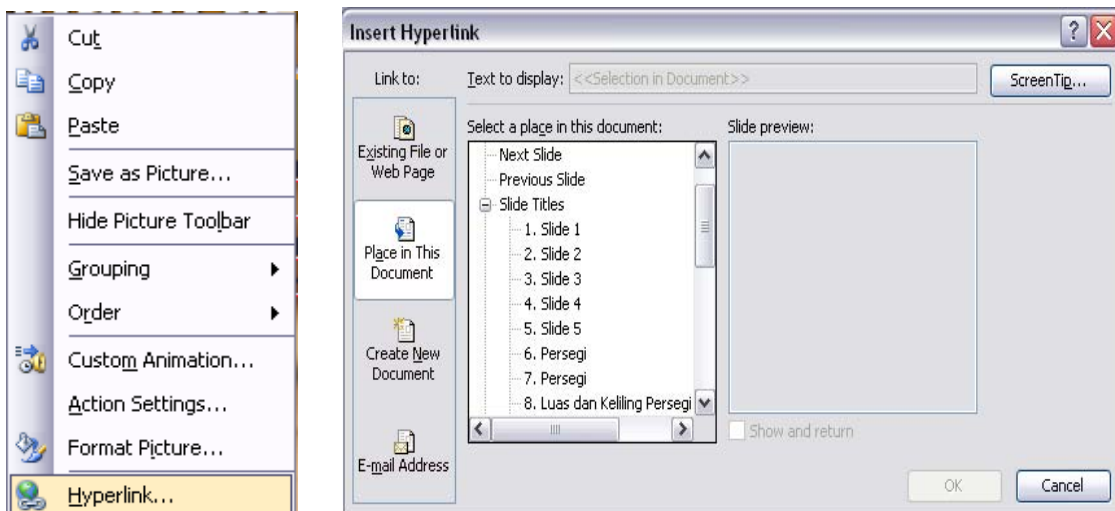 Cut
Copy
Paste
Save as Picture...
Hide Picture Toolbar
Grouping
Order
Custom Animation...
Action Settings...
Format Picture...
Hyperlink...
Insert Hyperlink
Link to:
Text to display: <<Selection in Document>>
ScreenTip...
Existing File or
Web Page
Place in This
Document
Create New
Document
E-mail Address
Select a place in this document:
Next Slide
Previous Slide
Slide Titles
1. Slide 1
2. Slide 2
3. Slide 3
4. Slide 4
5. Slide 5
6. Persegi
7. Persegi
8. Luas dan Keliling Persegi
Slide preview:
Show and return
OK
Cancel